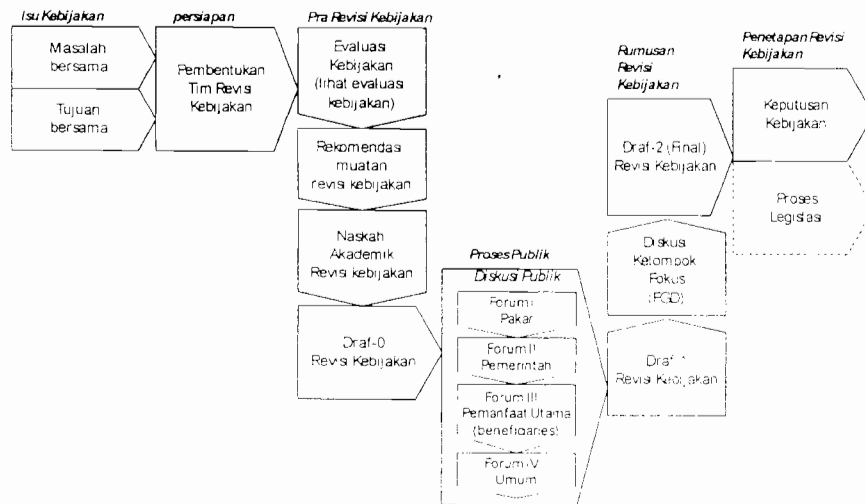 Isu Kebijakan
Masalah
bersama
Tujuan
bersama
persiapan
Pembentukan
Tim Revisi
Kebijakan
Pra Revisi Kebijakan
Evaluasi
Kebijakan
(lihat evaluasi
kebijakan)
Rekomendasi
muatan
revisi kebijakan
Naskah
Akademik
Revisi kebijakan
Draf-0
Revisi Kebijakan
Proses Publik
Diskusi Publik
Forum I
Pakar
Forum II
Pemerintah
Forum III
Pemanfaat Utama
(beneficiaries)
Forum IV
Umum
Rumusan
Revisi
Kebijakan
Draf-2 (Final)
Revisi Kebijakan
Diskusi
Kelompok
Fokus
(FGD)
Draf-1
Revisi Kebijakan
Penetapan Revisi
Kebijakan
Keputusan
Kebijakan
Proses
Legislasi